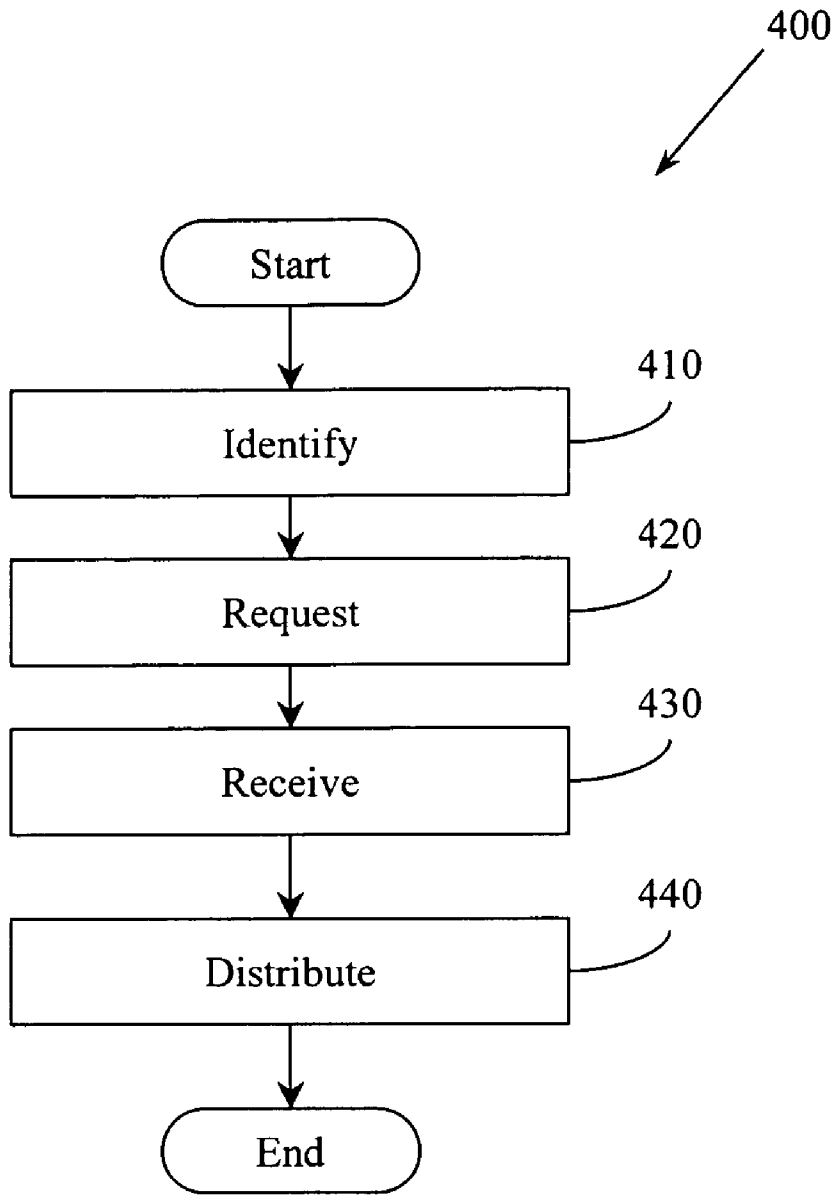 400
Start
410
Identify
420
Request
430
Receive
440
Distribute
End